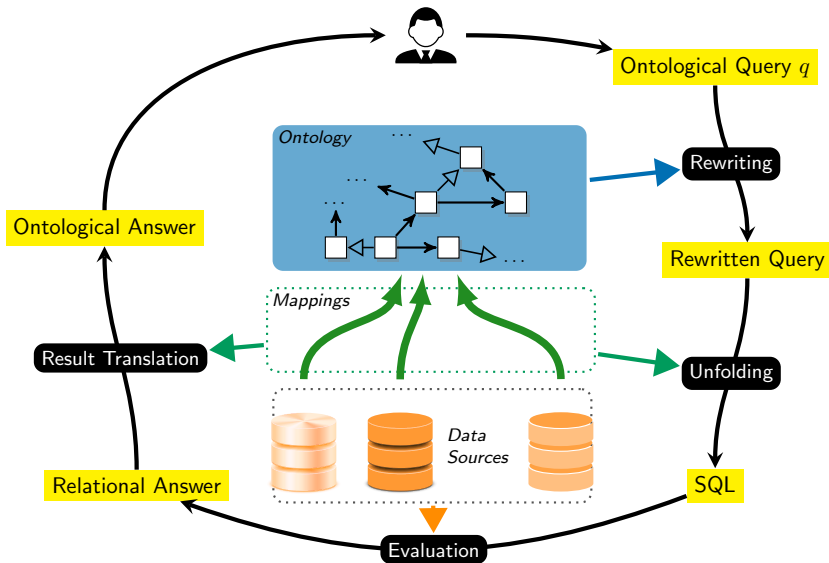 Ontological Query q
Ontology
...
...
...
...
Rewriting
Ontological Answer
Rewritten Query
Mappings
Result Translation
Unfolding
Data
Sources
Relational Answer
SQL
Evaluation